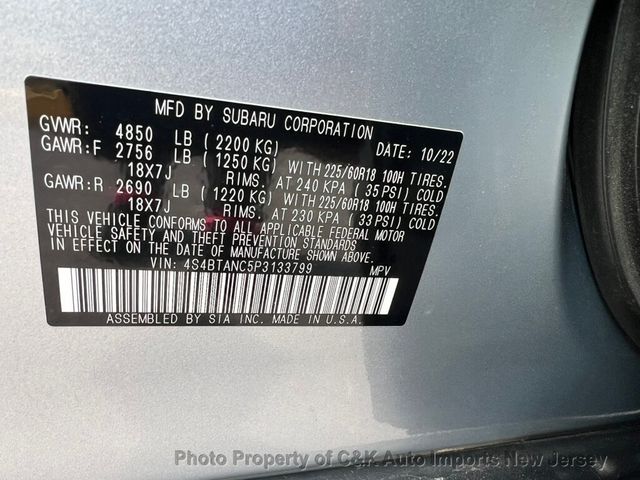 MFD BY SUBARU CORPORATION
GVWR: 4850 LB (2200 KG) DATE: 10/22
GAWR:F 2756 LB (1250 KG) WITH 225/60R18 100H TIRES.
18X7J RIMS. AT 240 KPA (35 PSI) COLD
GAWR:R 2690 LB (1220 KG) WITH 225/60R18 100H TIRES.
18X7J RIMS. AT 230 KPA (33 PSI) COLD
THIS VEHICLE CONFORMS TO ALL APPLICABLE FEDERAL MOTOR
VEHICLE SAFETY AND BUMPER STANDARDS
IN EFFECT ON THE DATE OF MANUFACTURE SHOWN ABOVE.
VIN: 4S4BTANC5P3133799 MPV
ASSEMBLED BY SIA INC. MADE IN U.S.A.
Photo Property of C&K Auto Imports New Jersey